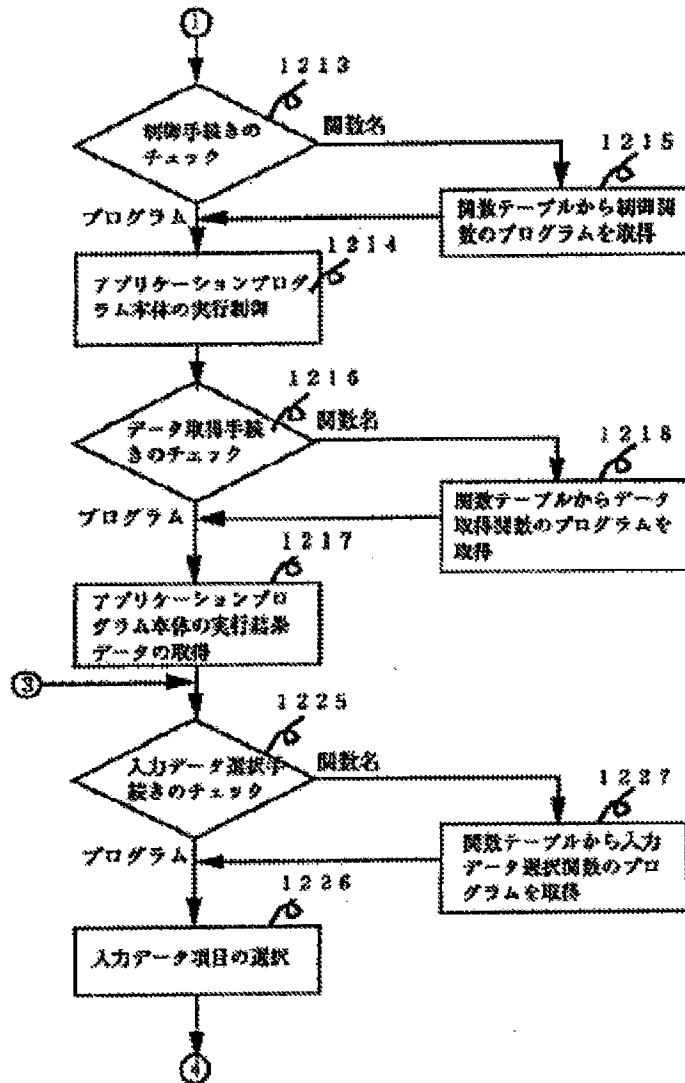 ①
1213
制御手続きの
チェック
関数名
1215
関数テーブルから制御関
数のプログラムを取得
プログラム
1214
アプリケーションプログ
ラム本体の実行制御
1216
データ取得手続
きのチェック
関数名
1218
関数テーブルからデータ
取得関数のプログラムを
取得
プログラム
1217
アプリケーションプロ
グラム本体の実行結果
データの取得
③
1225
入力データ選択手
続きのチェック
関数名
1227
関数テーブルから入力
データ選択関数のプロ
グラムを取得
プログラム
1226
入力データ項目の選択
④